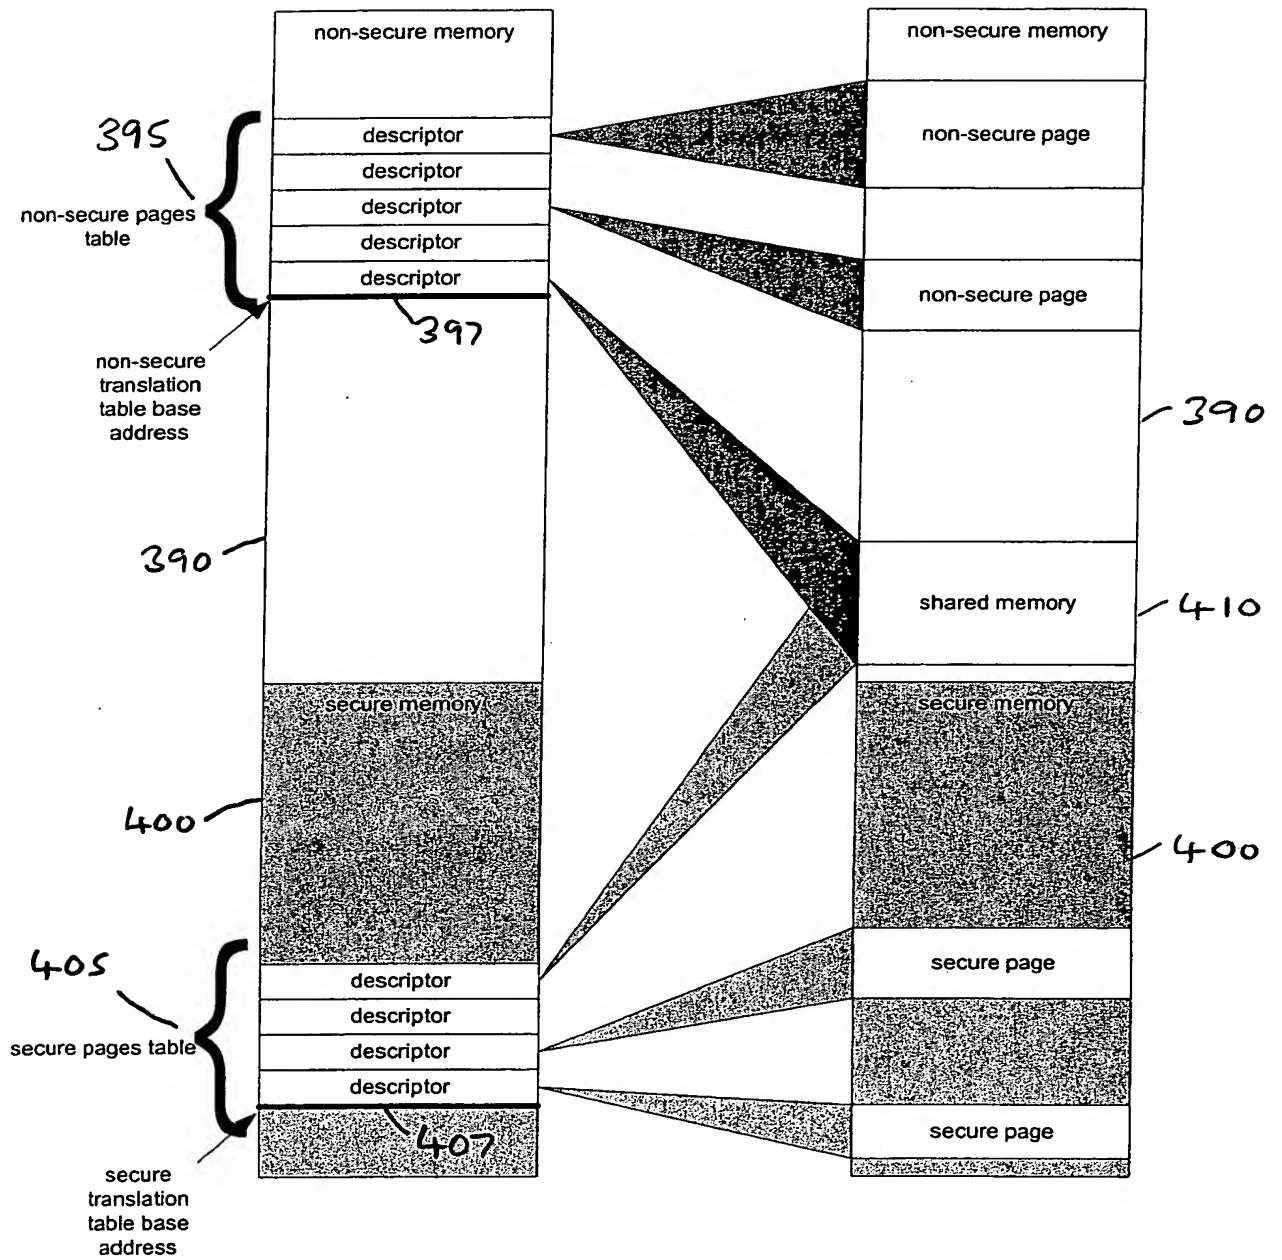 non-secure memory
non-secure memory
395
descriptor
non-secure page
descriptor
non-secure pages
table
descriptor
descriptor
descriptor
non-secure page
397
non-secure
translation
table base
address
390
390
shared memory
410
secure memory
secure memory
400
400
405
descriptor
secure page
descriptor
secure pages table
descriptor
descriptor
407
secure page
secure
translation
table base
address